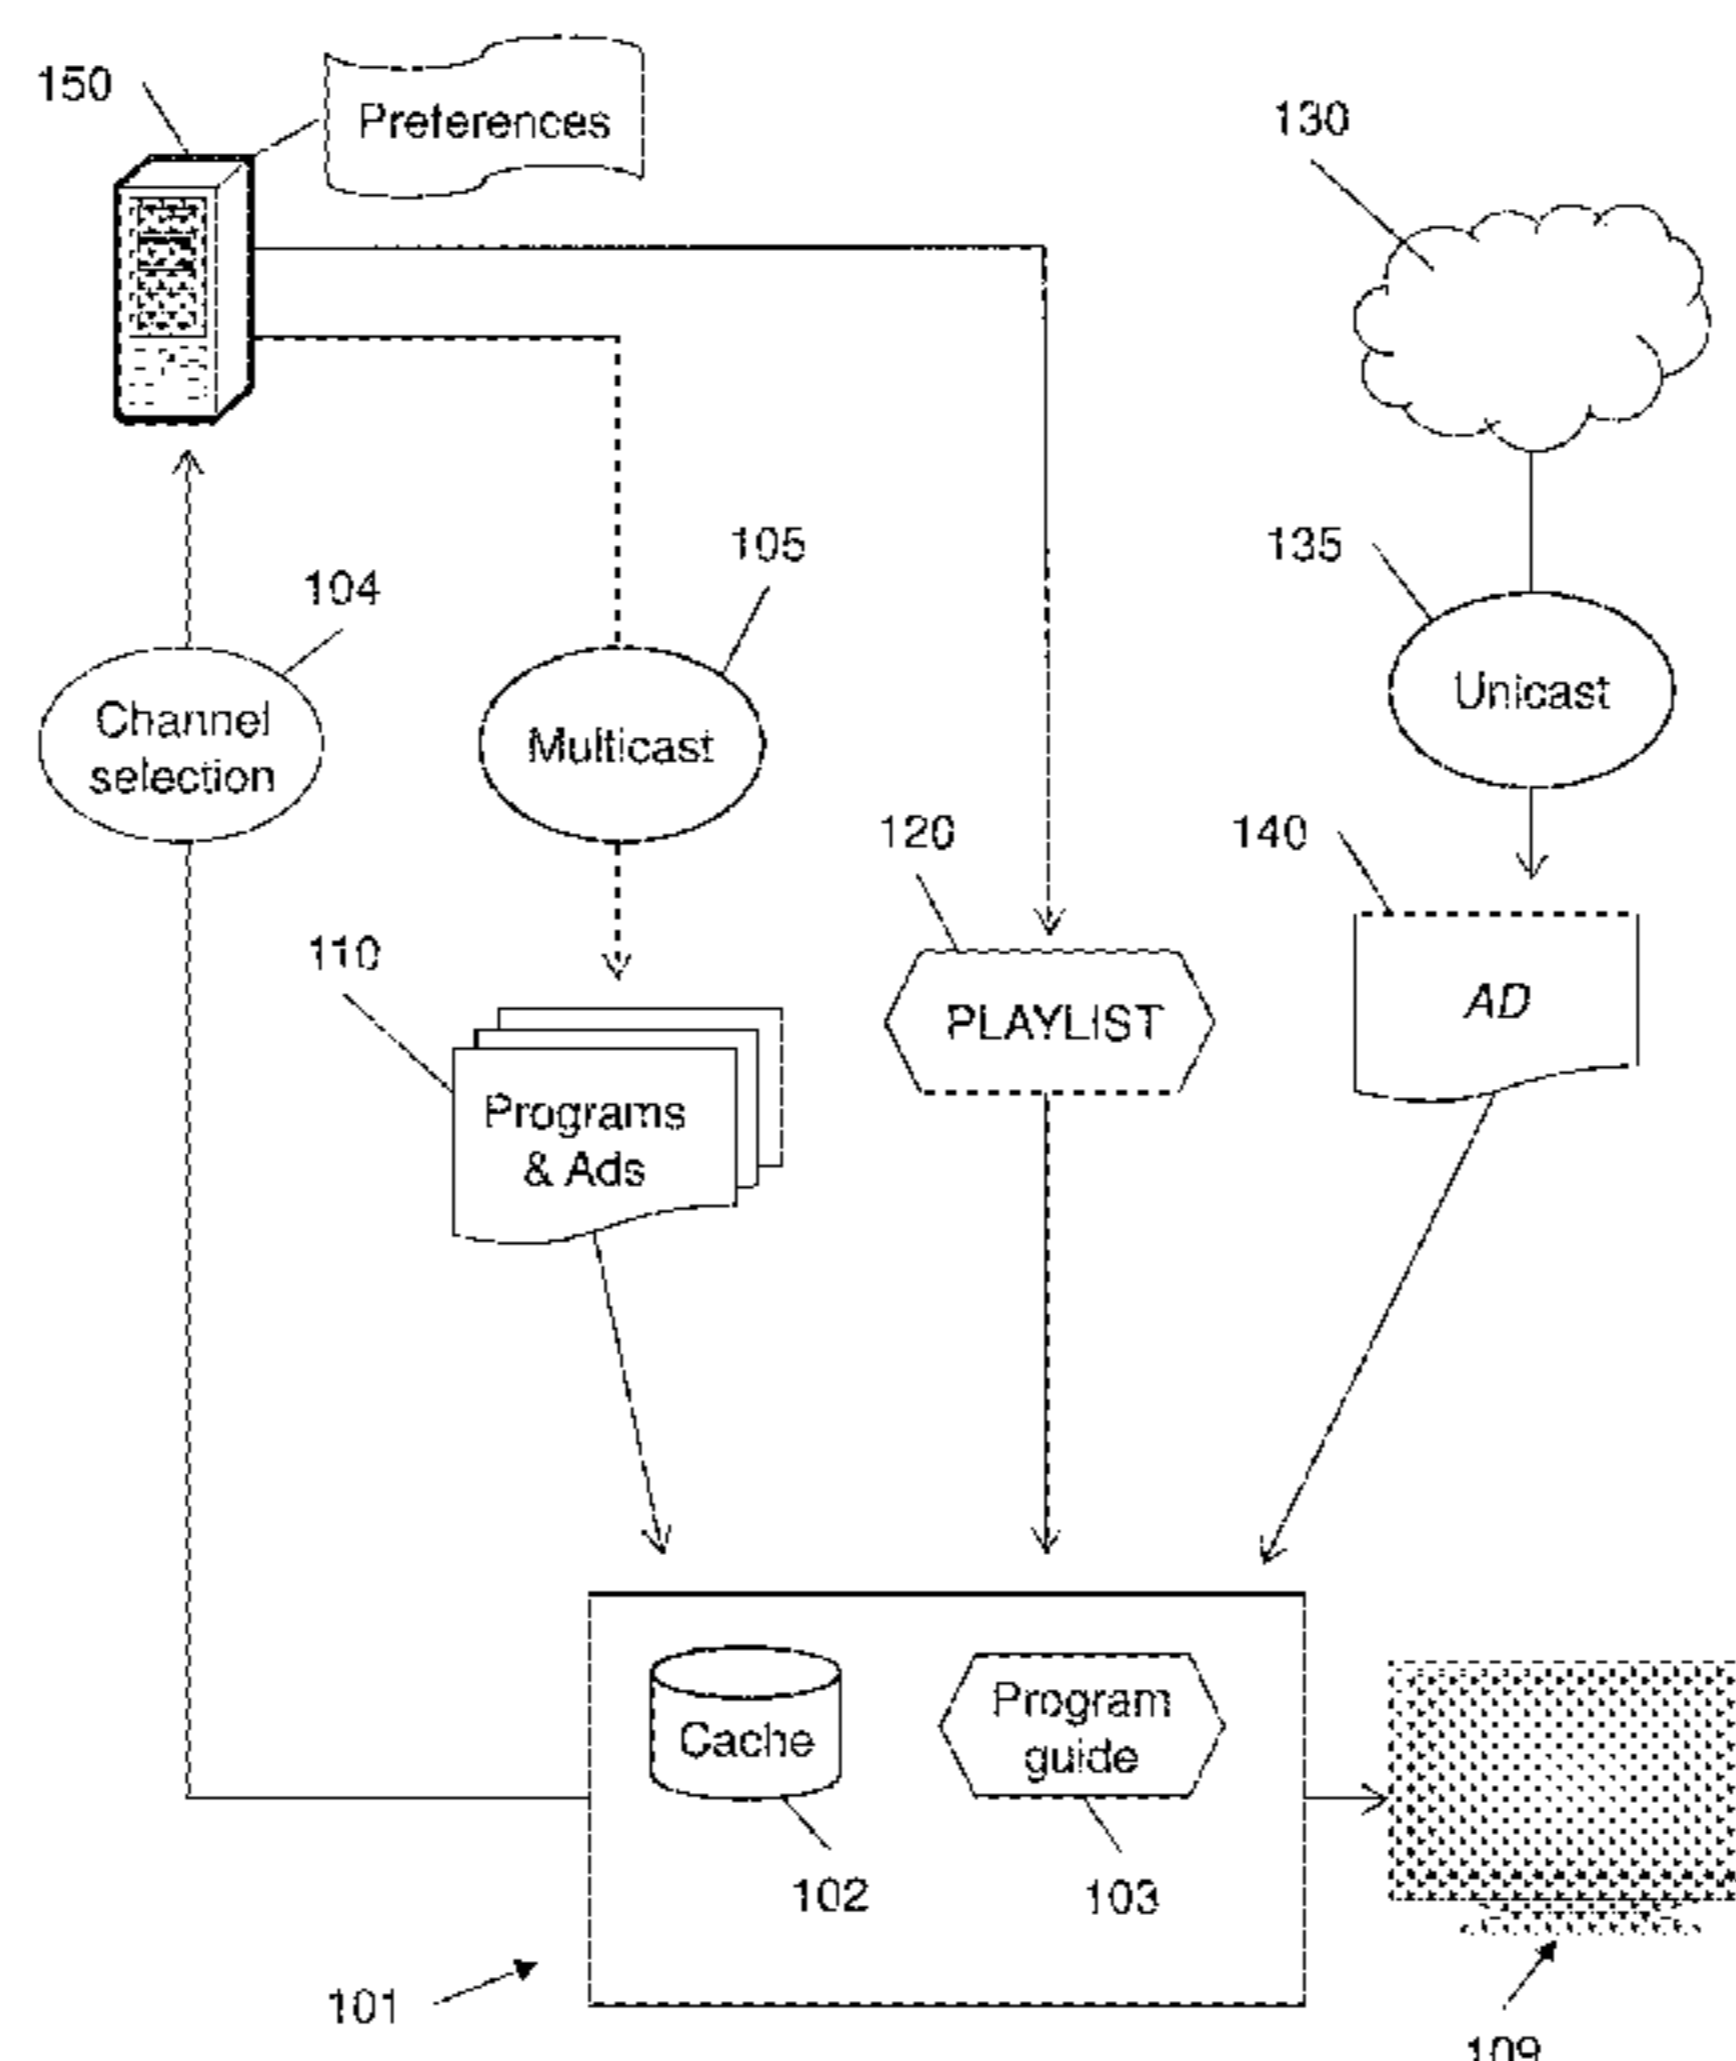 150
Preferences
130
105
135
104
Unicast
Channel
selection
Multicast
120
140
110
AD
PLAYLIST
Programs
& Ads
Program
guide
Cache
102
103
101
109